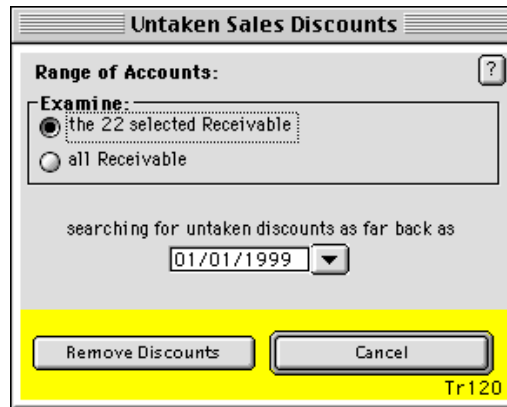 Untaken Sales Discounts
Range of Accounts:
?
Examine:
the 22 selected Receivable
all Receivable
searching for untaken discounts as far back as
01/01/1999
Remove Discounts
Cancel
Tr120